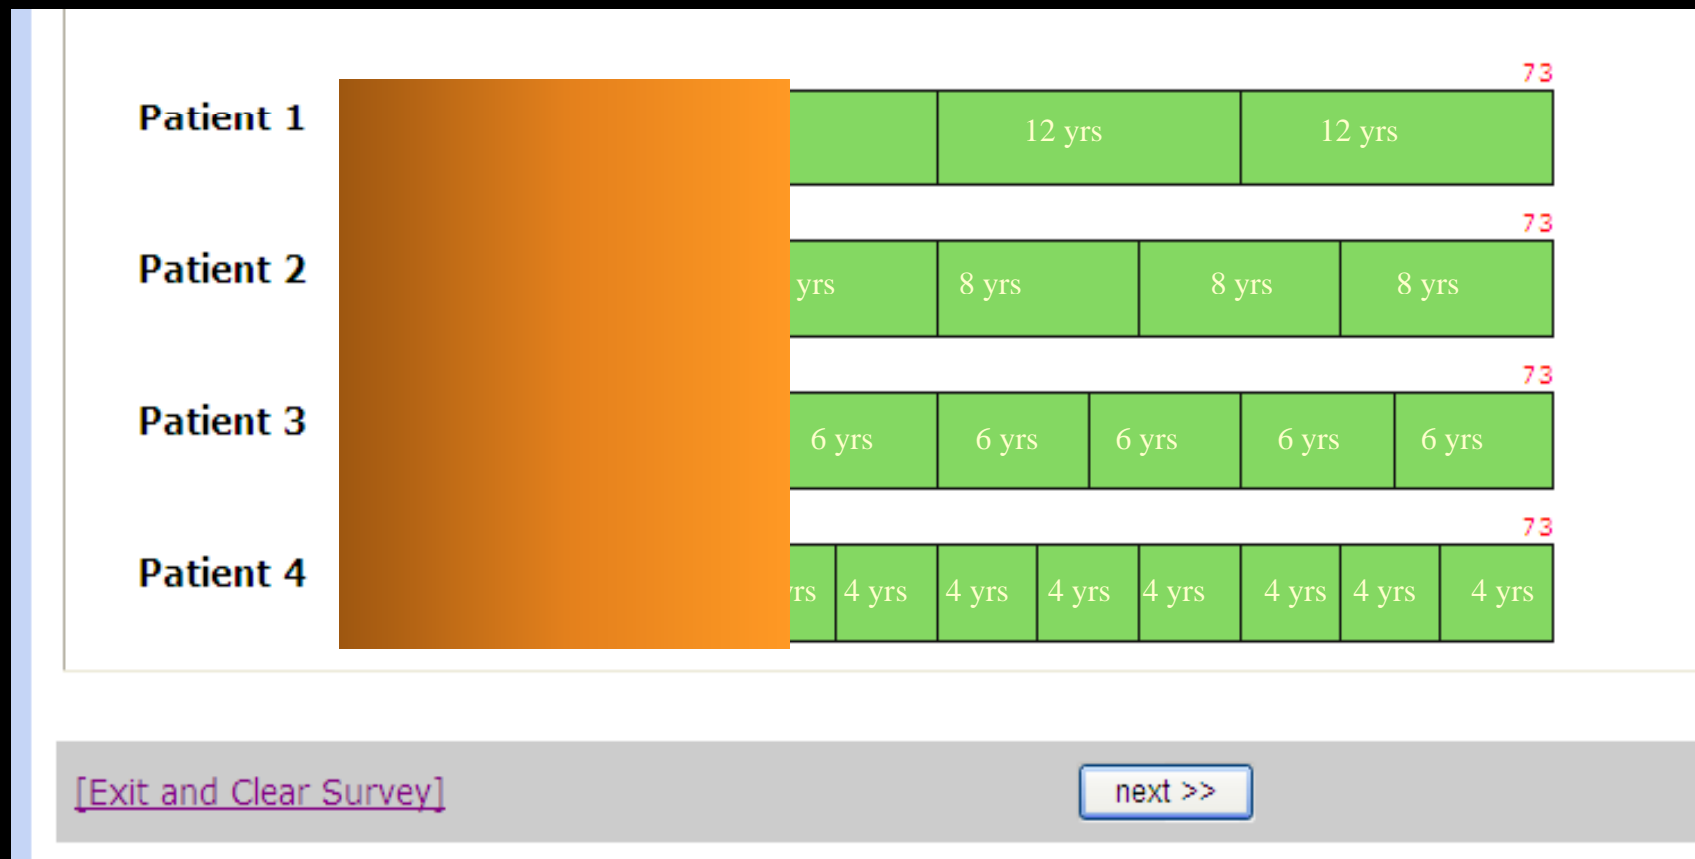 73
Patient 1 12 yrs 12 yrs
73
Patient 2 yrs 8 yrs 8 yrs 8 yrs
73
Patient 3 6 yrs 6 yrs 6 yrs 6 yrs 6 yrs
73
Patient 4 rs 4 yrs 4 yrs 4 yrs 4 yrs 4 yrs 4 yrs 4 yrs
[Exit and Clear Survey] next >>